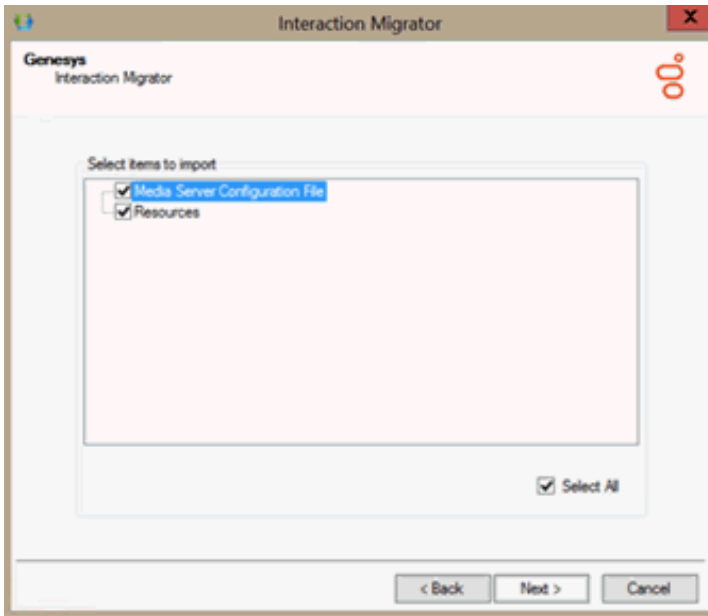 Interaction Migrator
Genesys
Interaction Migrator
Select items to import
Media Server Configuration File
Resources
Select All
< Back
Next >
Cancel